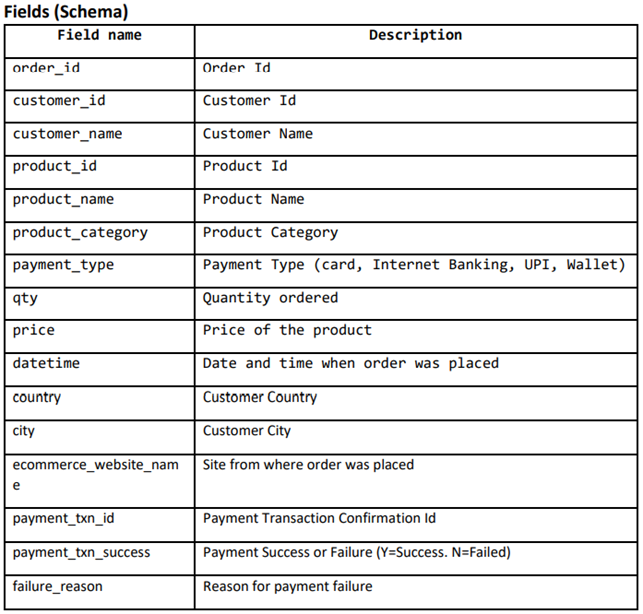 Fields (Schema)
Field name Description
order_id Order Id
customer_id Customer Id
customer_name Customer Name
product_id Product Id
product_name Product Name
product_category Product Category
payment_type Payment Type (card, Internet Banking, UPI, Wallet)
qty Quantity ordered
price Price of the product
datetime Date and time when order was placed
country Customer Country
city Customer City
ecommerce_website_nam Site from where order was placed
e
payment_txn_id Payment Transaction Confirmation Id
payment_txn_success Payment Success or Failure (Y=Success. N=Failed)
failure_reason Reason for payment failure